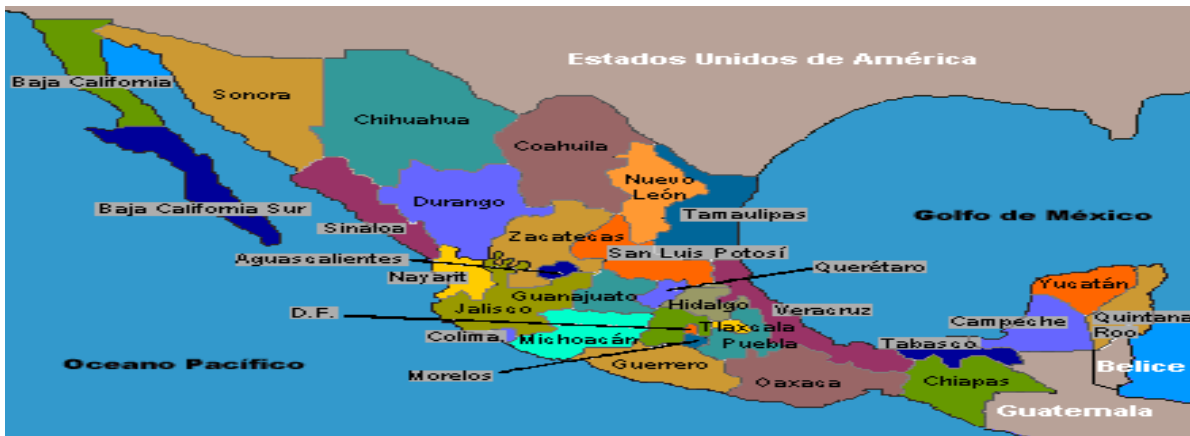 Estados Unidos de América
Baja California
Sonora
Chihuahua
Coahuila
Nuevo
León
Durango
Baja California Sur
Tamaulipas
Golfo de México
Sinaloa
Zacatecas
San Luis Potosí
Aguascalientes
Nayarit
Querétaro
Yucatán
Guanajuato
Hidalgo
Jalisco
D.F.
Veracruz
Quintana
Roo
Campeche
Tlaxcala
Colima
Michoacán
Puebla
Tabasco
Oceano Pacífico
Guerrero
Belice
Morelos
Oaxaca
Chiapas
Guatemala